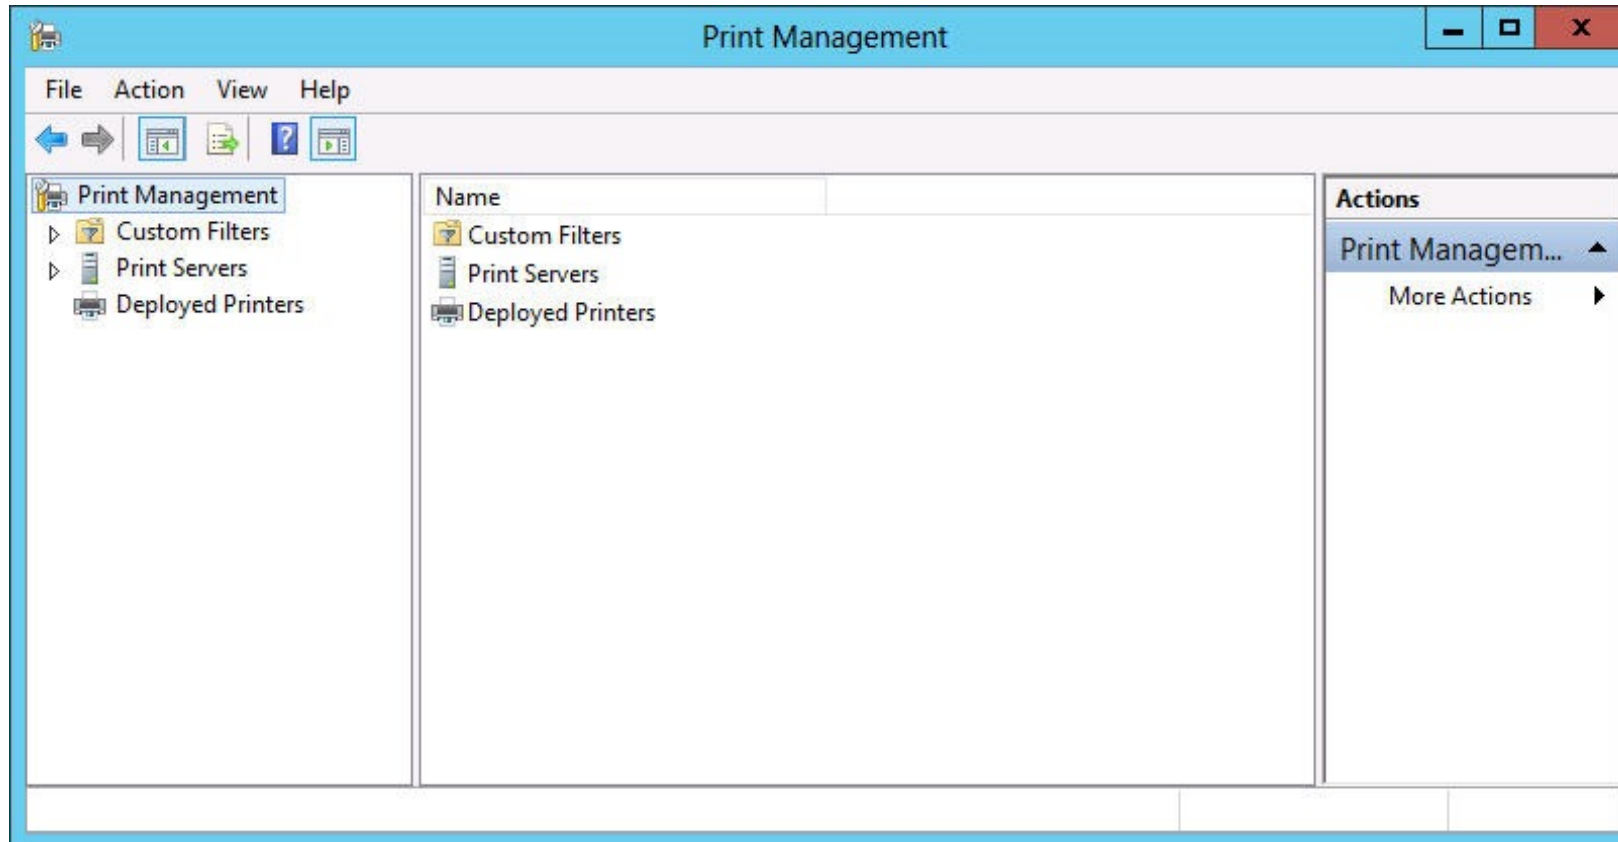 Print Management
File Action View Help
Print Management
Custom Filters
Print Servers
Deployed Printers
Name
Custom Filters
Print Servers
Deployed Printers
Actions
Print Managem...
More Actions